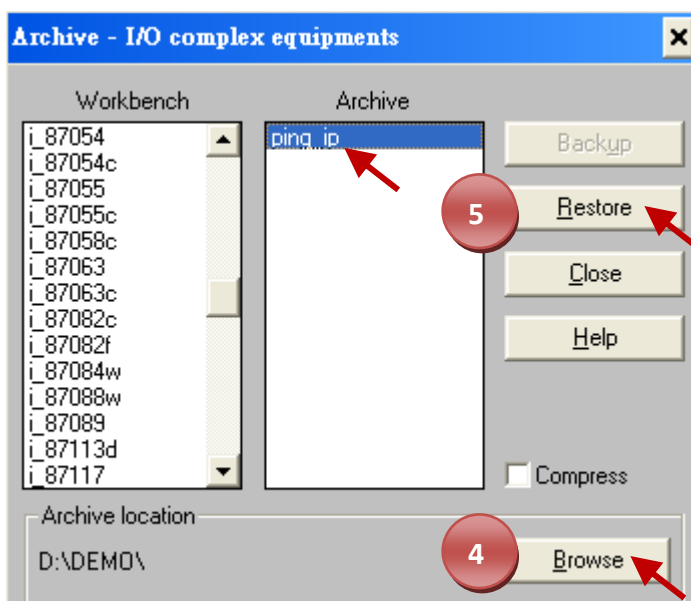 Archive - I/O complex equipments
Workbench
Archive
i_87054
i_87054c
i_87055
i_87055c
i_87058c
i_87063
i_87063c
i_87082c
i_87082f
i_87084w
i_87088w
i_87089
i_87113d
i_87117
ping_ip
Backup
5
Restore
Close
Help
Compress
Archive location
D:\DEMO\
4
Browse